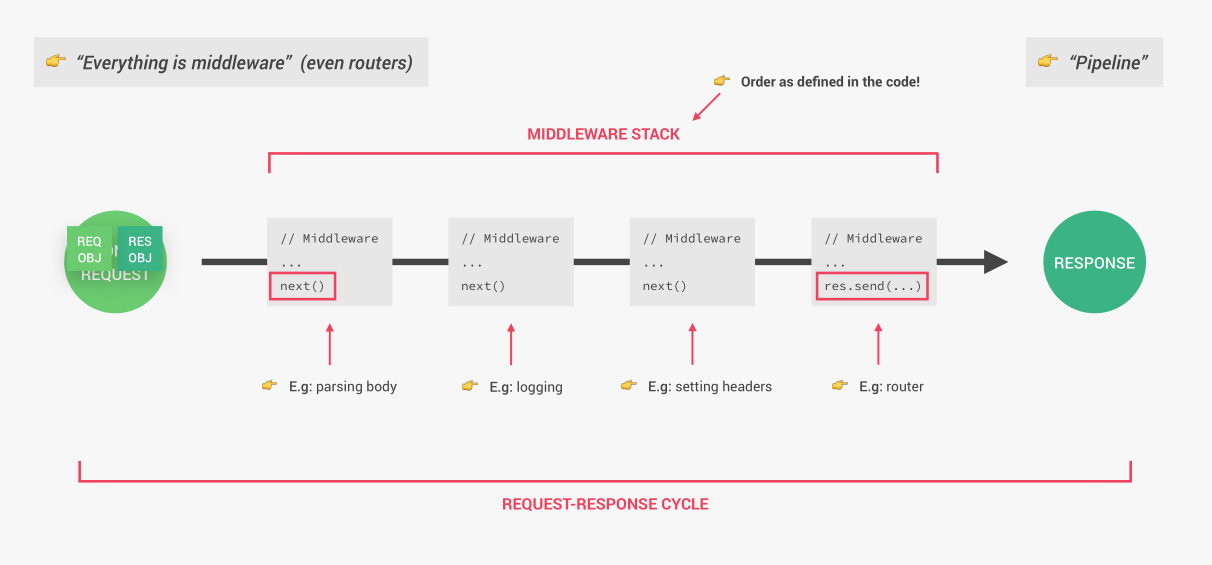 “Everything is middleware” (even routers)
“Pipeline”
Order as defined in the code!
MIDDLEWARE STACK
REQ
OBJ
RES
OBJ
REQUEST
// Middleware
...
next()
// Middleware
...
next()
// Middleware
...
next()
// Middleware
...
res.send(...)
RESPONSE
E.g: parsing body
E.g: logging
E.g: setting headers
E.g: router
REQUEST-RESPONSE CYCLE